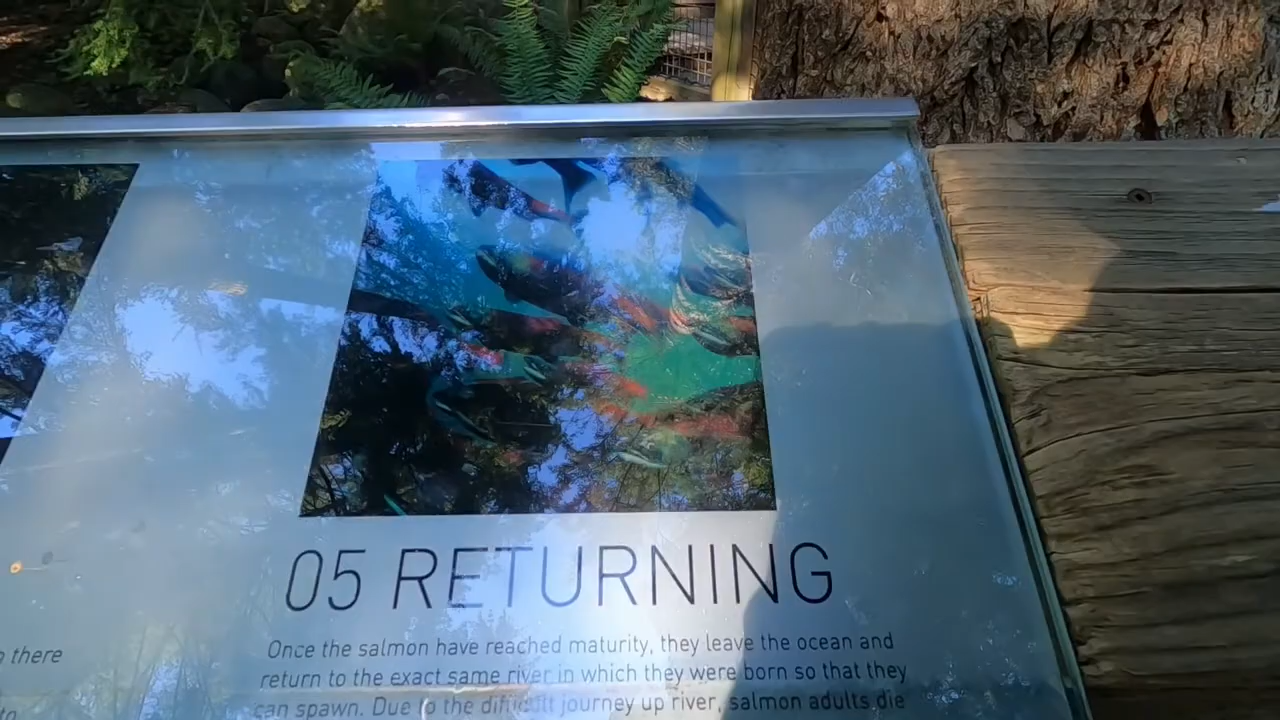 05 RETURNING
Once the salmon have reached maturity, they leave the ocean and
return to the exact same river in which they were born so that they
can spawn. Due to the difficult journey up river, salmon adults die
there
to